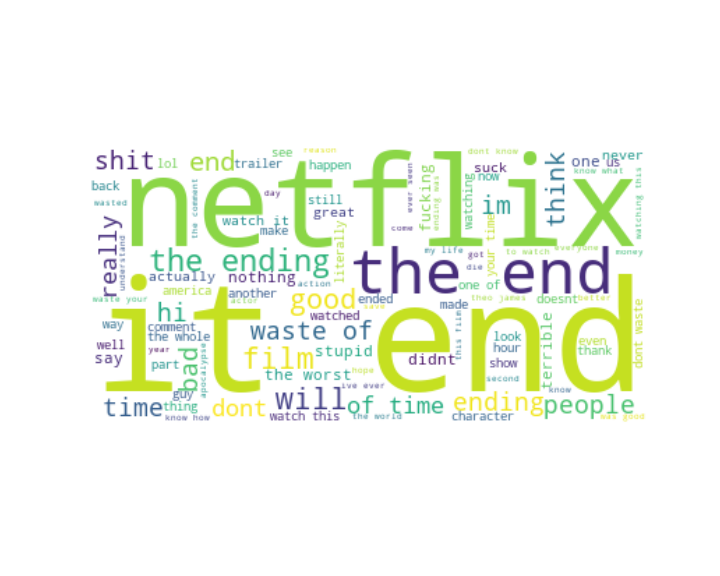 shit lol end trailer see reason happen dont know suck never one us know what
back wasted netflix the comment day still great ever seen fucking watching now im think watching this
really understand watch it make come your time
the ending literally the end my life got die to watch everyone money
actually nothing action one of
waste your america another actor good ended save made theo james doesnt better
it end
hi watched this film
way comment the whole waste of look hour even thank dont waste
well say year bad apocalypse film stupid didnt show terrible
part the worst hope second
guy ive ever know
time thing dont will of time ending people
know how watch this the world character was good